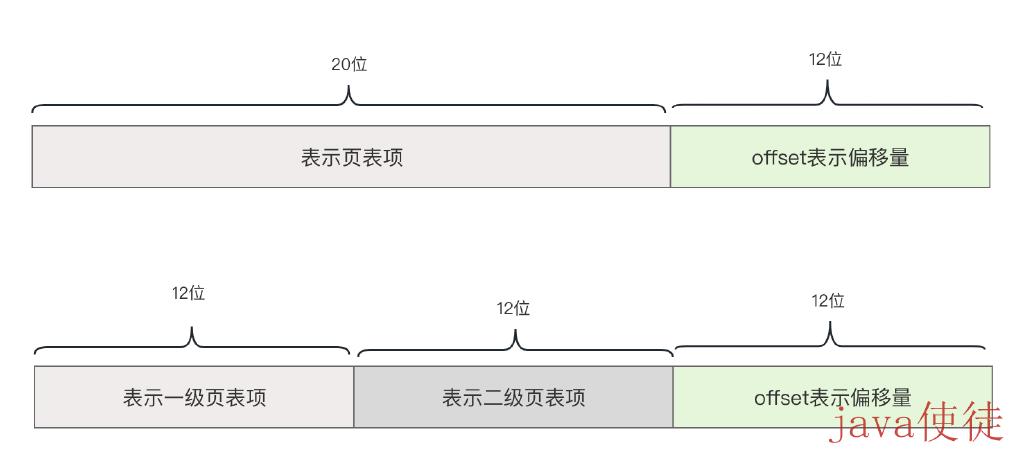 20位
12位
表示页表项
offset表示偏移量
12位
12位
12位
表示一级页表项
表示二级页表项
offset表示偏移量
java使徒